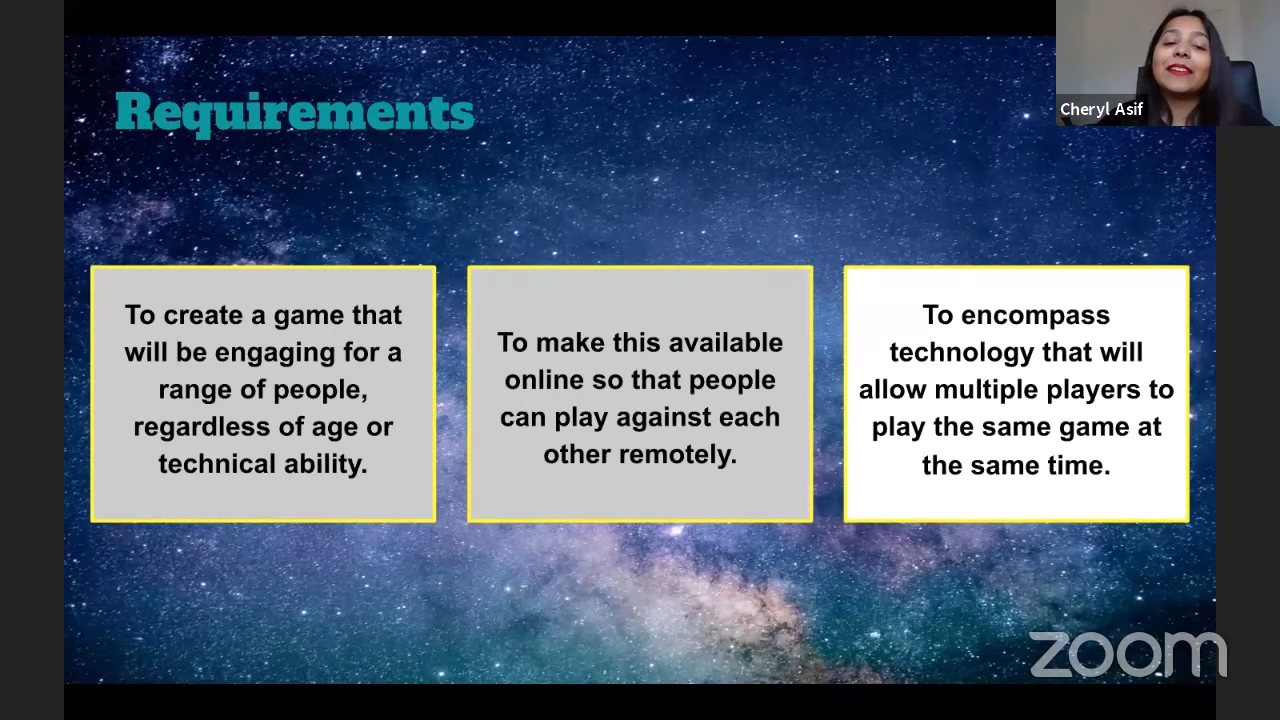 Requirements
Cheryl Asif
To create a game that
will be engaging for a
range of people,
regardless of age or
technical ability.
To make this available
online so that people
can play against each
other remotely.
To encompass
technology that will
allow multiple players to
play the same game at
the same time.
zoom